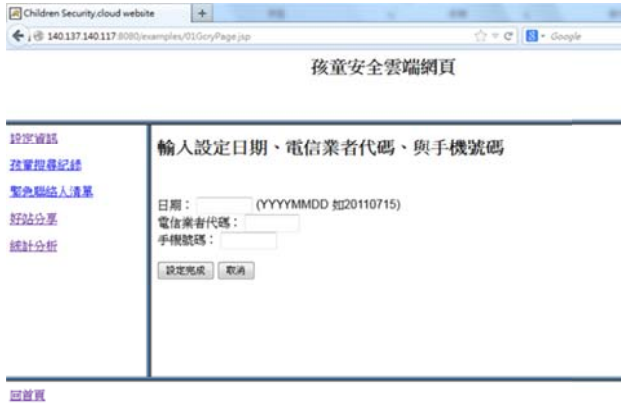 Children Security.cloud website
140.137.140.117:8080/examples/01GcryPage.jsp
Google
孩童安全雲端網頁
設定資訊
孩童搜尋紀錄
緊急聯絡人清單
好站分享
統計分析
輸入設定日期、電信業者代碼、與手機號碼
日期： (YYYYMMDD 如20110715)
電信業者代碼：
手機號碼：
設定完成 取消
回首頁